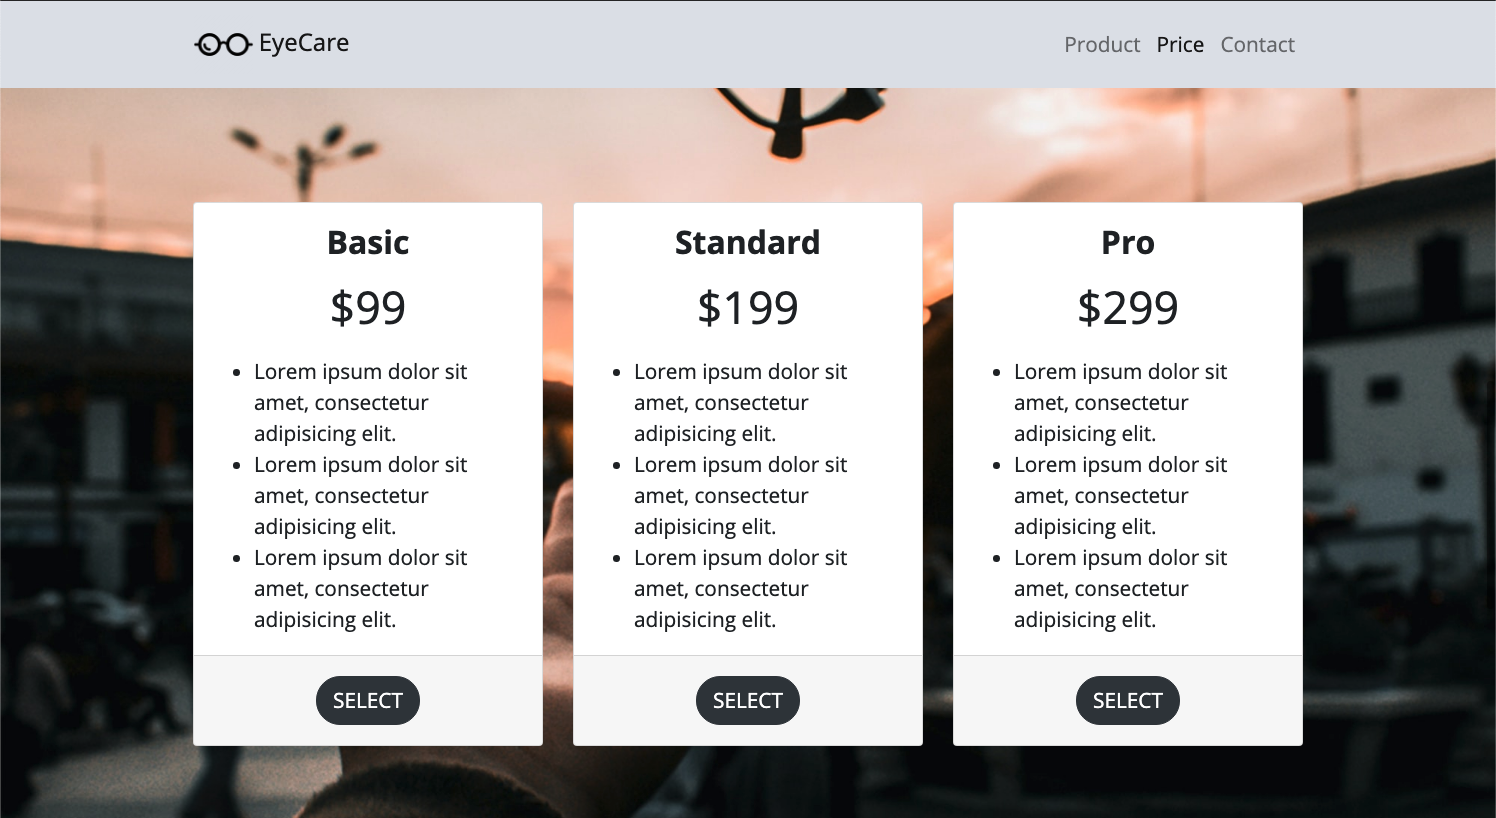 EyeCare
Product Price Contact
Basic
$99
Lorem ipsum dolor sit
amet, consectetur
adipisicing elit.
Lorem ipsum dolor sit
amet, consectetur
adipisicing elit.
Lorem ipsum dolor sit
amet, consectetur
adipisicing elit.
SELECT
Standard
$199
Lorem ipsum dolor sit
amet, consectetur
adipisicing elit.
Lorem ipsum dolor sit
amet, consectetur
adipisicing elit.
Lorem ipsum dolor sit
amet, consectetur
adipisicing elit.
SELECT
Pro
$299
Lorem ipsum dolor sit
amet, consectetur
adipisicing elit.
Lorem ipsum dolor sit
amet, consectetur
adipisicing elit.
Lorem ipsum dolor sit
amet, consectetur
adipisicing elit.
SELECT